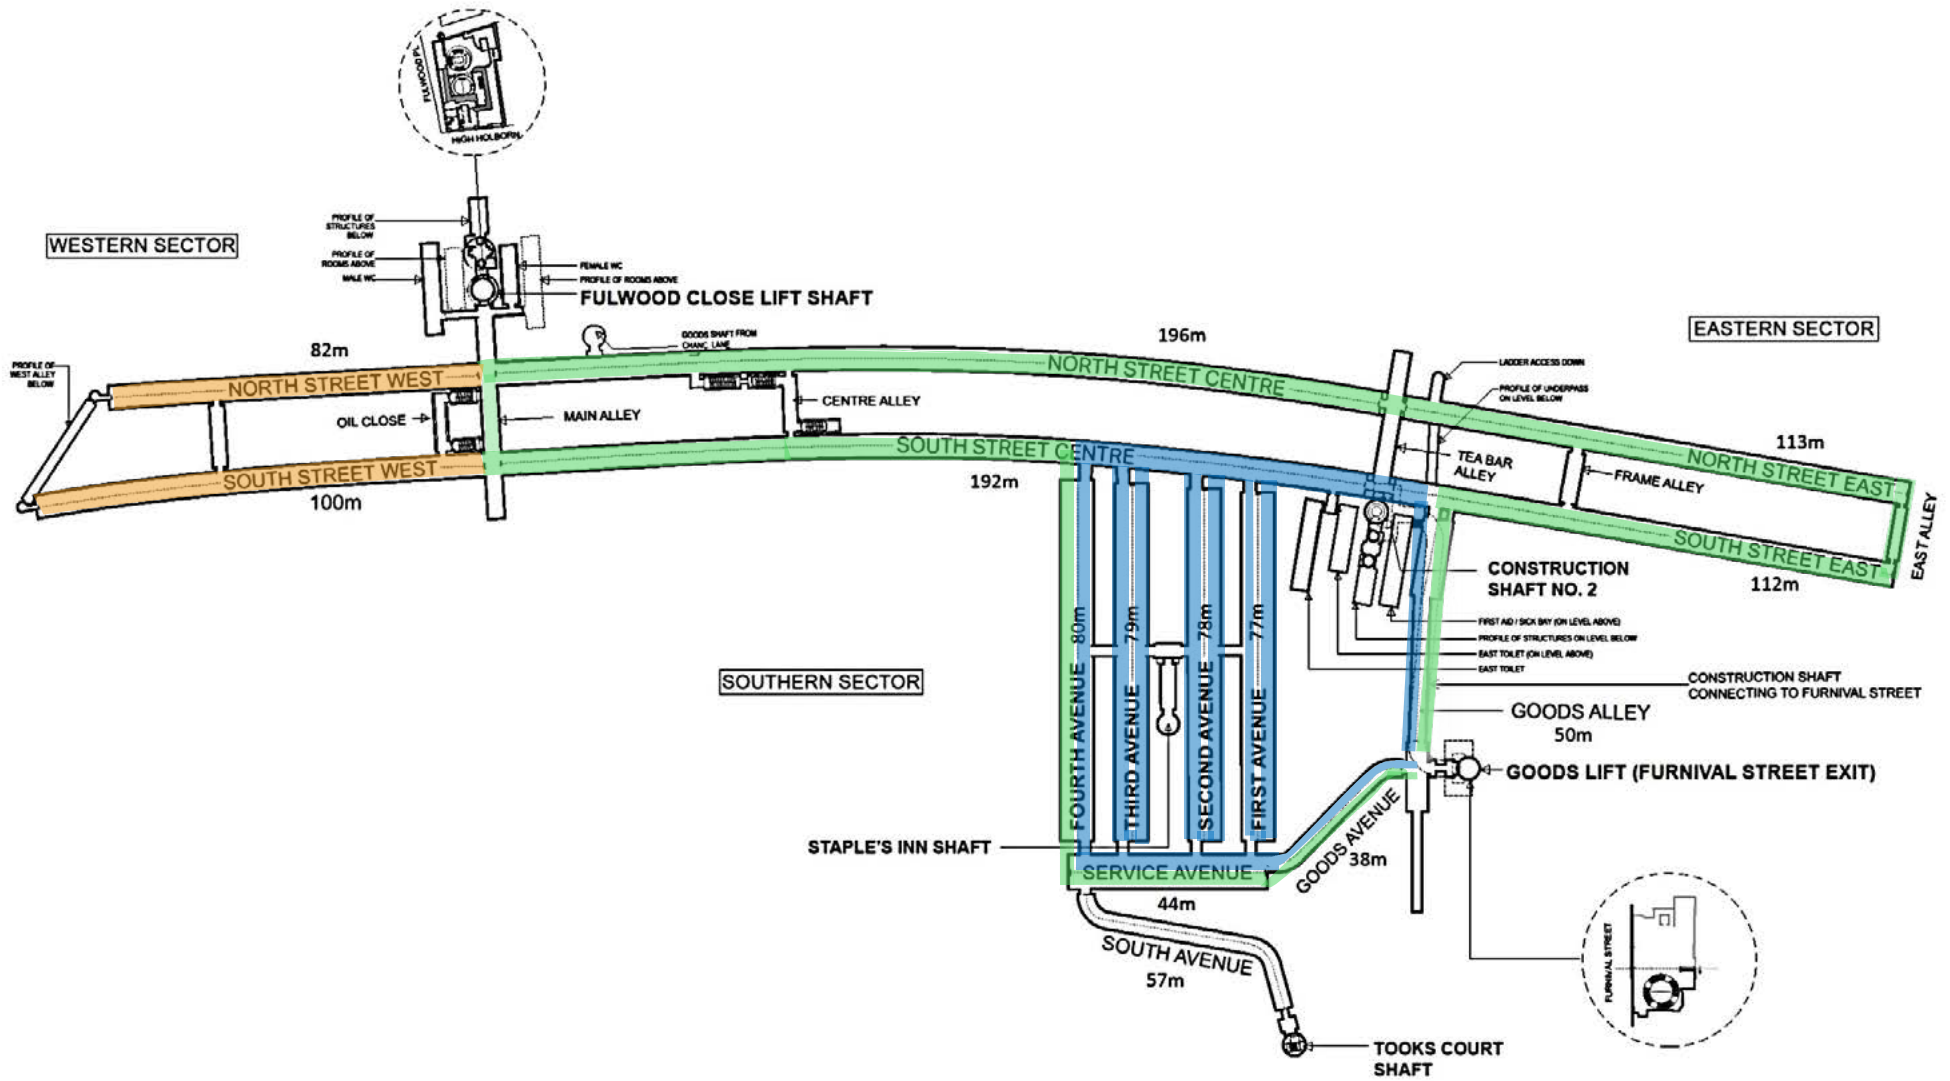 FULWOOD PL
HIGH HOLBORN
WESTERN SECTOR
PROFILE OF
STRUCTURES
BELOW
PROFILE OF
ROOMS ABOVE
MALE WC
FEMALE WC
PROFILE OF ROOMS ABOVE
FULWOOD CLOSE LIFT SHAFT
GOODS SHAFT FROM
CHANC. LANE
196m
EASTERN SECTOR
82m
PROFILE OF
WEST ALLEY
BELOW
NORTH STREET WEST
NORTH STREET CENTRE
LADDER ACCESS DOWN
PROFILE OF UNDERPASS
ON LEVEL BELOW
OIL CLOSE
MAIN ALLEY
CENTRE ALLEY
113m
SOUTH STREET WEST
SOUTH STREET CENTRE
TEA BAR
ALLEY
FRAME ALLEY
NORTH STREET EAST
100m
192m
SOUTH STREET EAST
112m
EAST ALLEY
CONSTRUCTION
SHAFT NO. 2
FIRST AID / SICK BAY (ON LEVEL ABOVE)
PROFILE OF STRUCTURES ON LEVEL BELOW
EAST TOILET (ON LEVEL ABOVE)
EAST TOILET
SOUTHERN SECTOR
FOURTH AVENUE 80m
THIRD AVENUE 79m
SECOND AVENUE 78m
FIRST AVENUE 77m
CONSTRUCTION SHAFT
CONNECTING TO FURNIVAL STREET
GOODS ALLEY
50m
GOODS LIFT (FURNIVAL STREET EXIT)
STAPLE'S INN SHAFT
SERVICE AVENUE
44m
GOODS AVENUE
38m
SOUTH AVENUE
57m
FURNIVAL STREET
TOOKS COURT
SHAFT